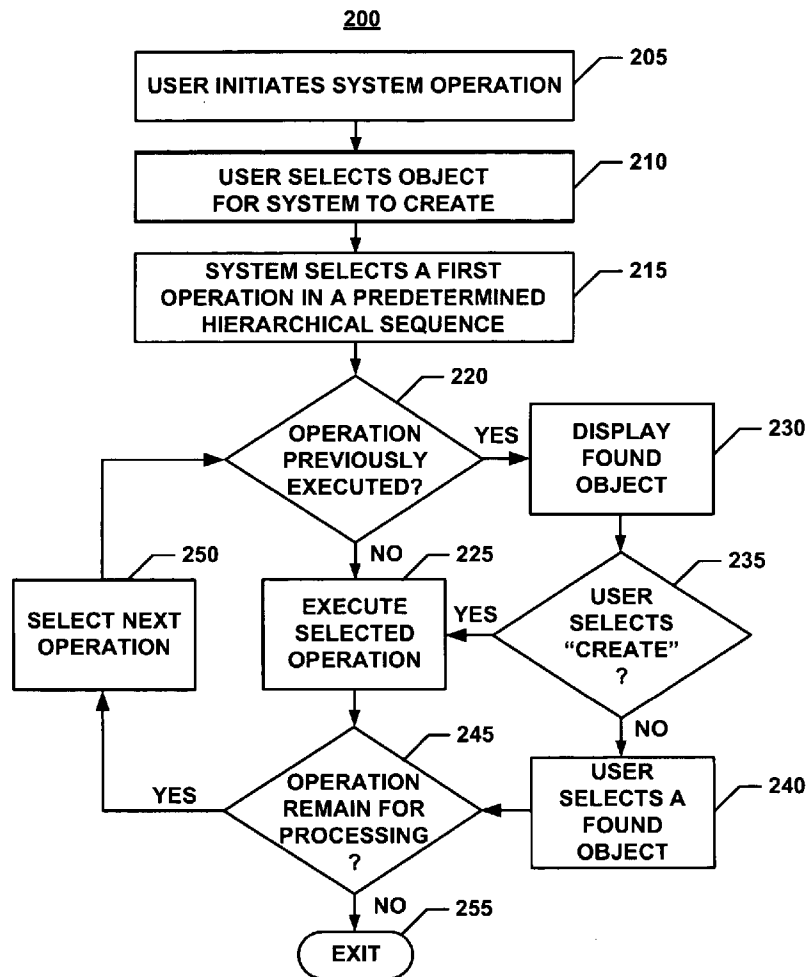 200
USER INITIATES SYSTEM OPERATION
205
USER SELECTS OBJECT
FOR SYSTEM TO CREATE
210
SYSTEM SELECTS A FIRST
OPERATION IN A PREDETERMINED
HIERARCHICAL SEQUENCE
215
220
OPERATION
PREVIOUSLY
EXECUTED?
YES
NO
DISPLAY
FOUND
OBJECT
230
250
SELECT NEXT
OPERATION
225
EXECUTE
SELECTED
OPERATION
YES
235
USER
SELECTS
“CREATE”
?
NO
245
OPERATION
REMAIN FOR
PROCESSING
?
YES
NO
USER
SELECTS A
FOUND
OBJECT
240
EXIT
255